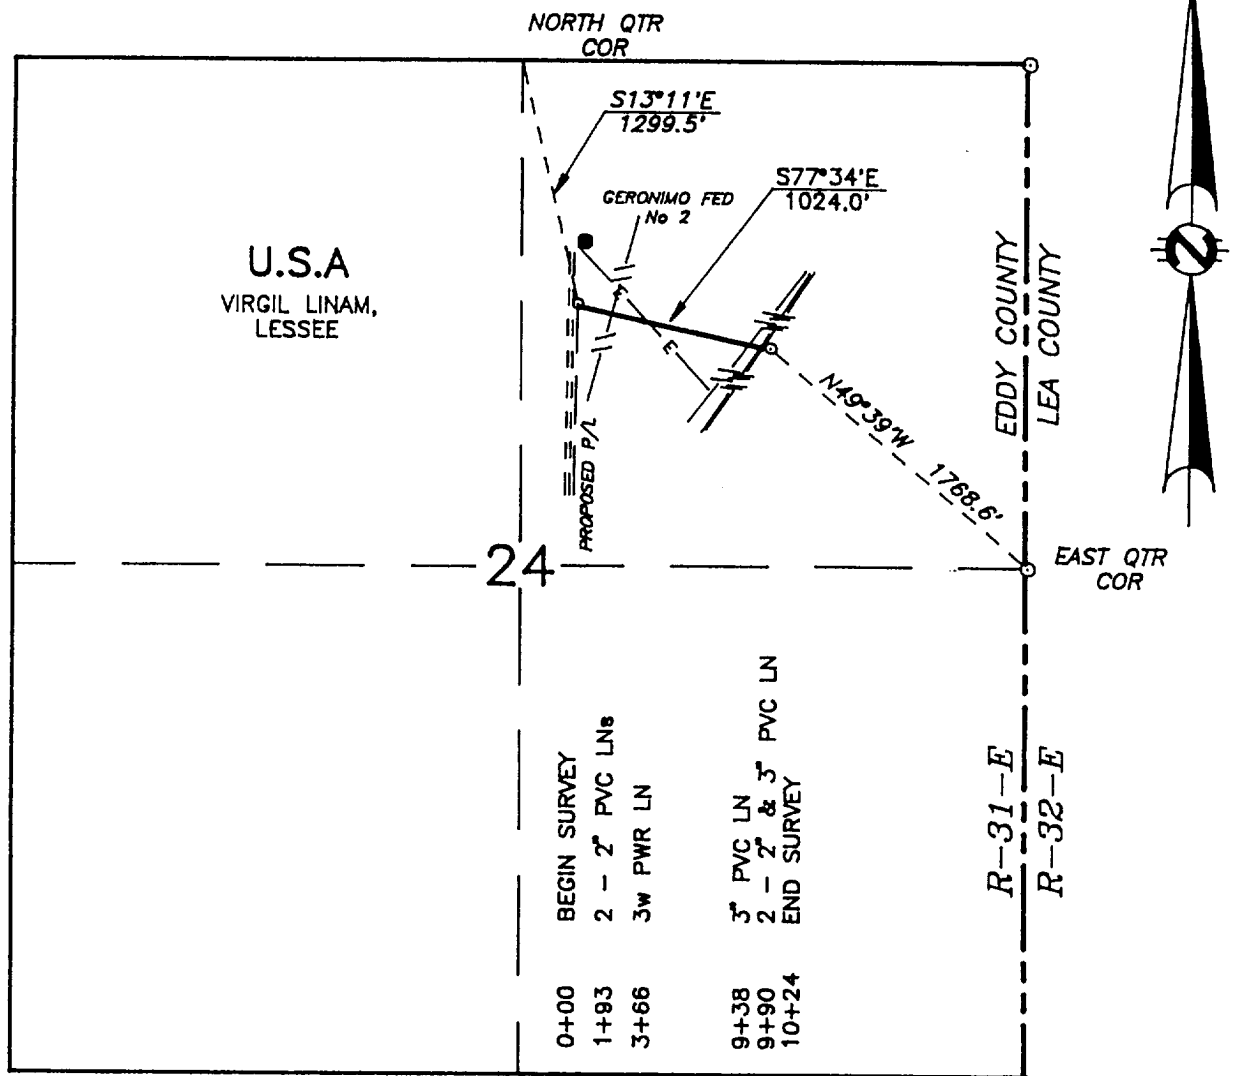 NORTH QTR
COR
S13°11'E
1299.5'
S77°34'E
1024.0'
GERONIMO FED
No 2
U.S.A
VIRGIL LINAM,
LESSEE
E
E
PROPOSED P/L
N49°39'W 1768.6'
EDDY COUNTY
LEA COUNTY
N
24
EAST QTR
COR
0+00 BEGIN SURVEY
1+93 2 - 2" PVC LNs
3+66 3w PWR LN
9+38 3" PVC LN
9+90 2 - 2" & 3" PVC LN
10+24 END SURVEY
R-31-E
R-32-E